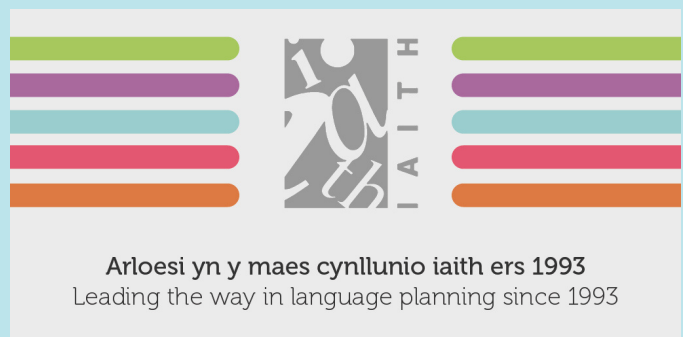 IAITH
Arloesi yn y maes cynllunio iaith ers 1993
Leading the way in language planning since 1993